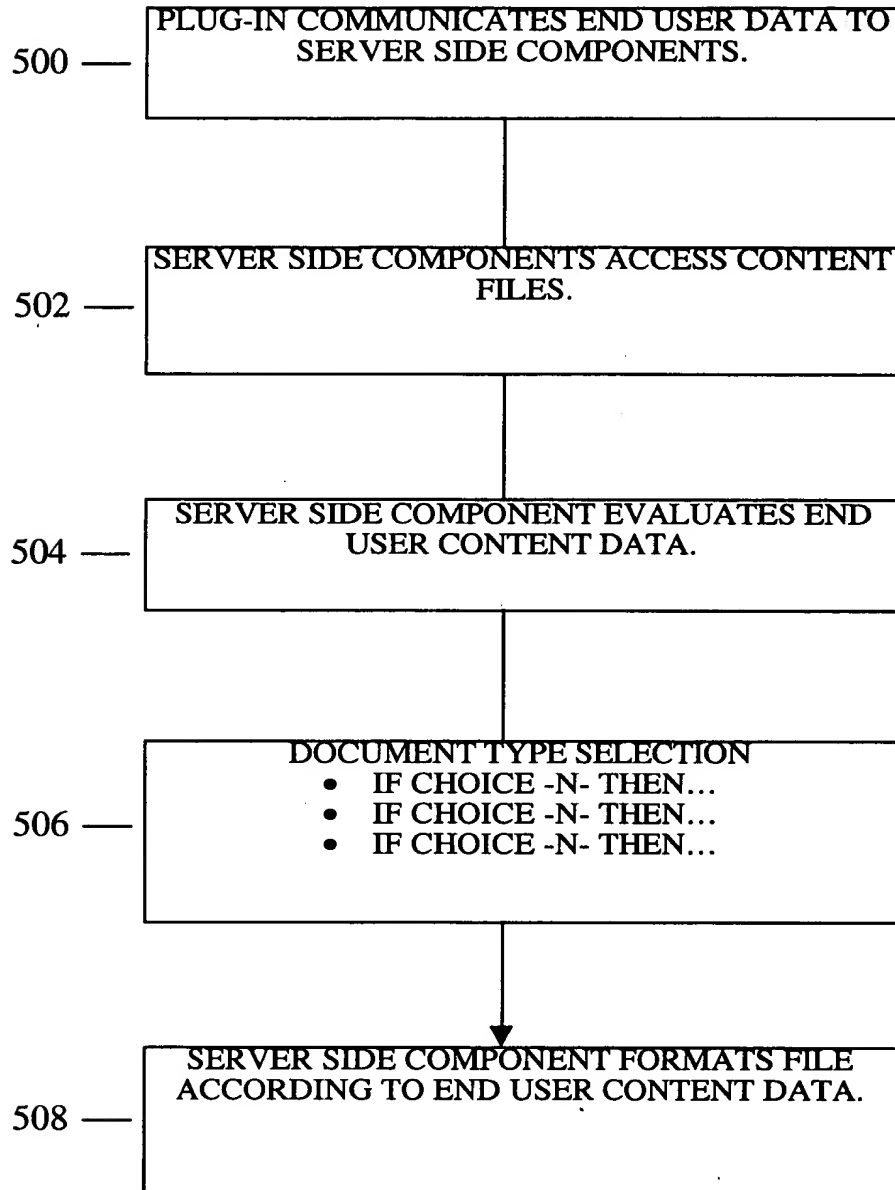 PLUG-IN COMMUNICATES END USER DATA TO
SERVER SIDE COMPONENTS.
500
SERVER SIDE COMPONENTS ACCESS CONTENT
FILES.
502
SERVER SIDE COMPONENT EVALUATES END
USER CONTENT DATA.
504
DOCUMENT TYPE SELECTION
• IF CHOICE -N- THEN...
• IF CHOICE -N- THEN...
• IF CHOICE -N- THEN...
506
SERVER SIDE COMPONENT FORMATS FILE
ACCORDING TO END USER CONTENT DATA.
508